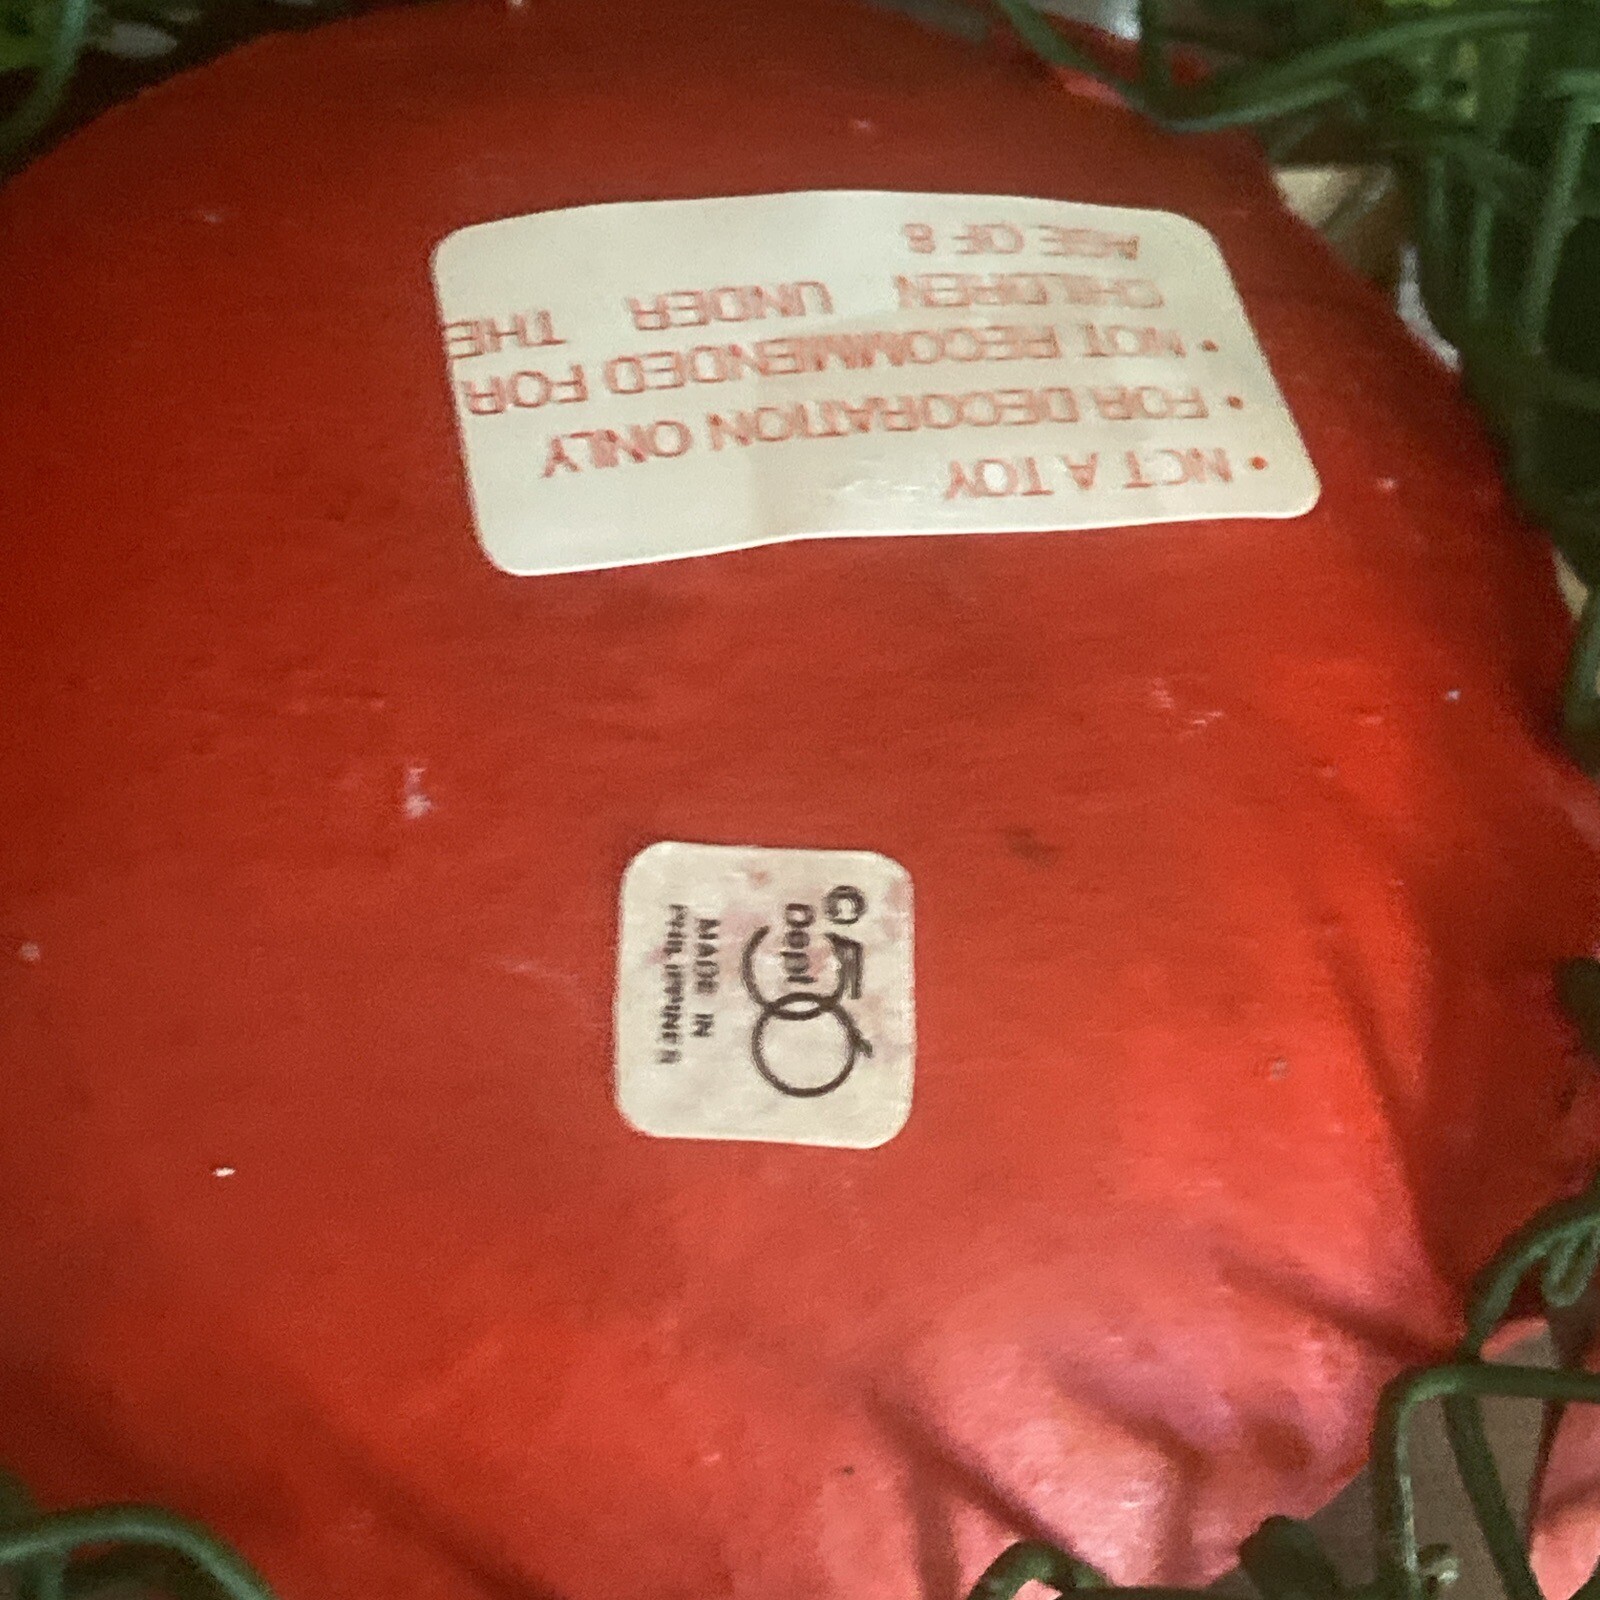 • NOT A TOY
• FOR DECORATION ONLY
• NOT RECOMMENDED FOR
CHILDREN UNDER THE
AGE OF 8
Dept
56
MADE IN
PHILIPPINES